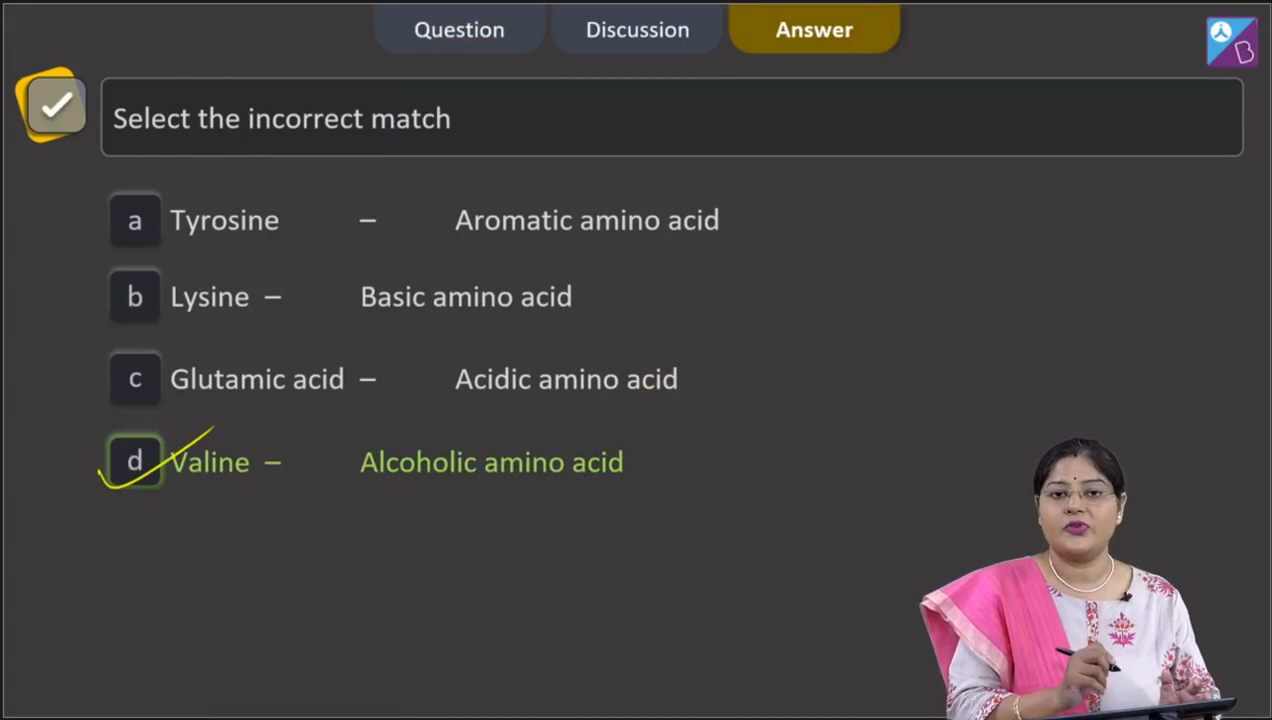 Question Discussion Answer
B
Select the incorrect match
a Tyrosine – Aromatic amino acid
b Lysine – Basic amino acid
c Glutamic acid – Acidic amino acid
d Valine – Alcoholic amino acid